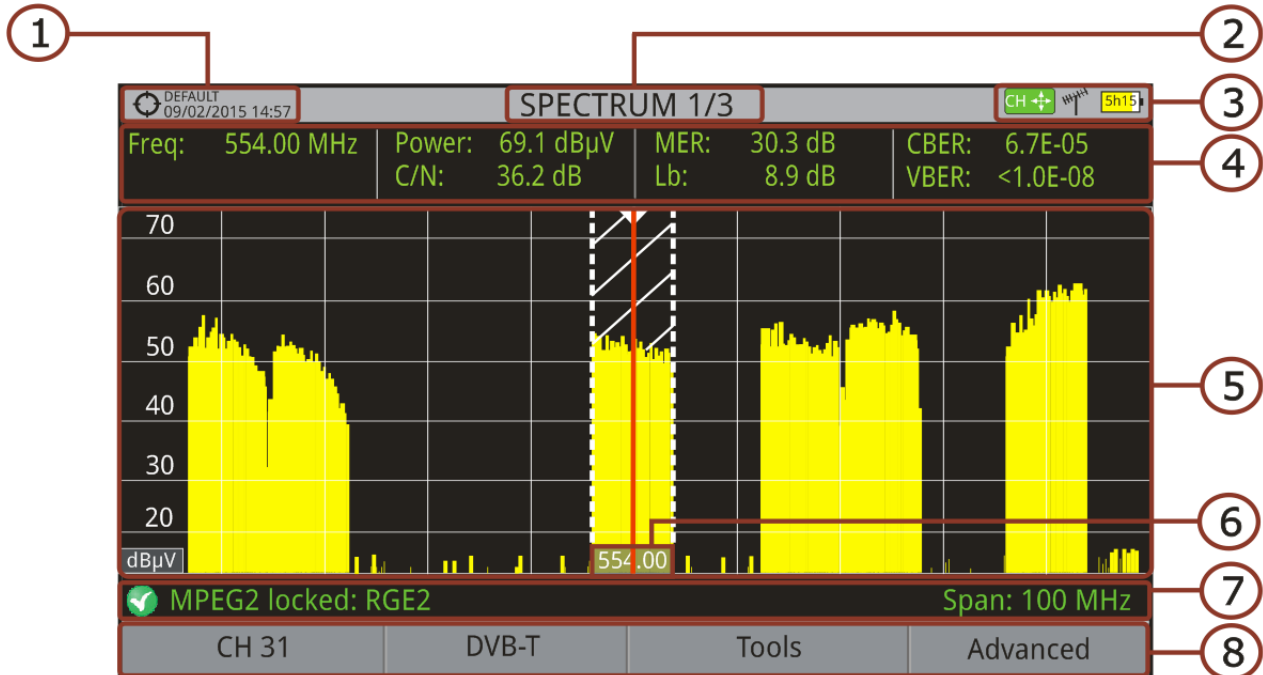 1
2
DEFAULT
09/02/2015 14:57
SPECTRUM 1/3
CH
5h15
3
Freq: 554.00 MHz
Power: 69.1 dBµV
C/N: 36.2 dB
MER: 30.3 dB
Lb: 8.9 dB
CBER: 6.7E-05
VBER: <1.0E-08
4
70
60
50
40
30
20
dBµV
5
554.00
6
MPEG2 locked: RGE2
Span: 100 MHz
7
CH 31
DVB-T
Tools
Advanced
8